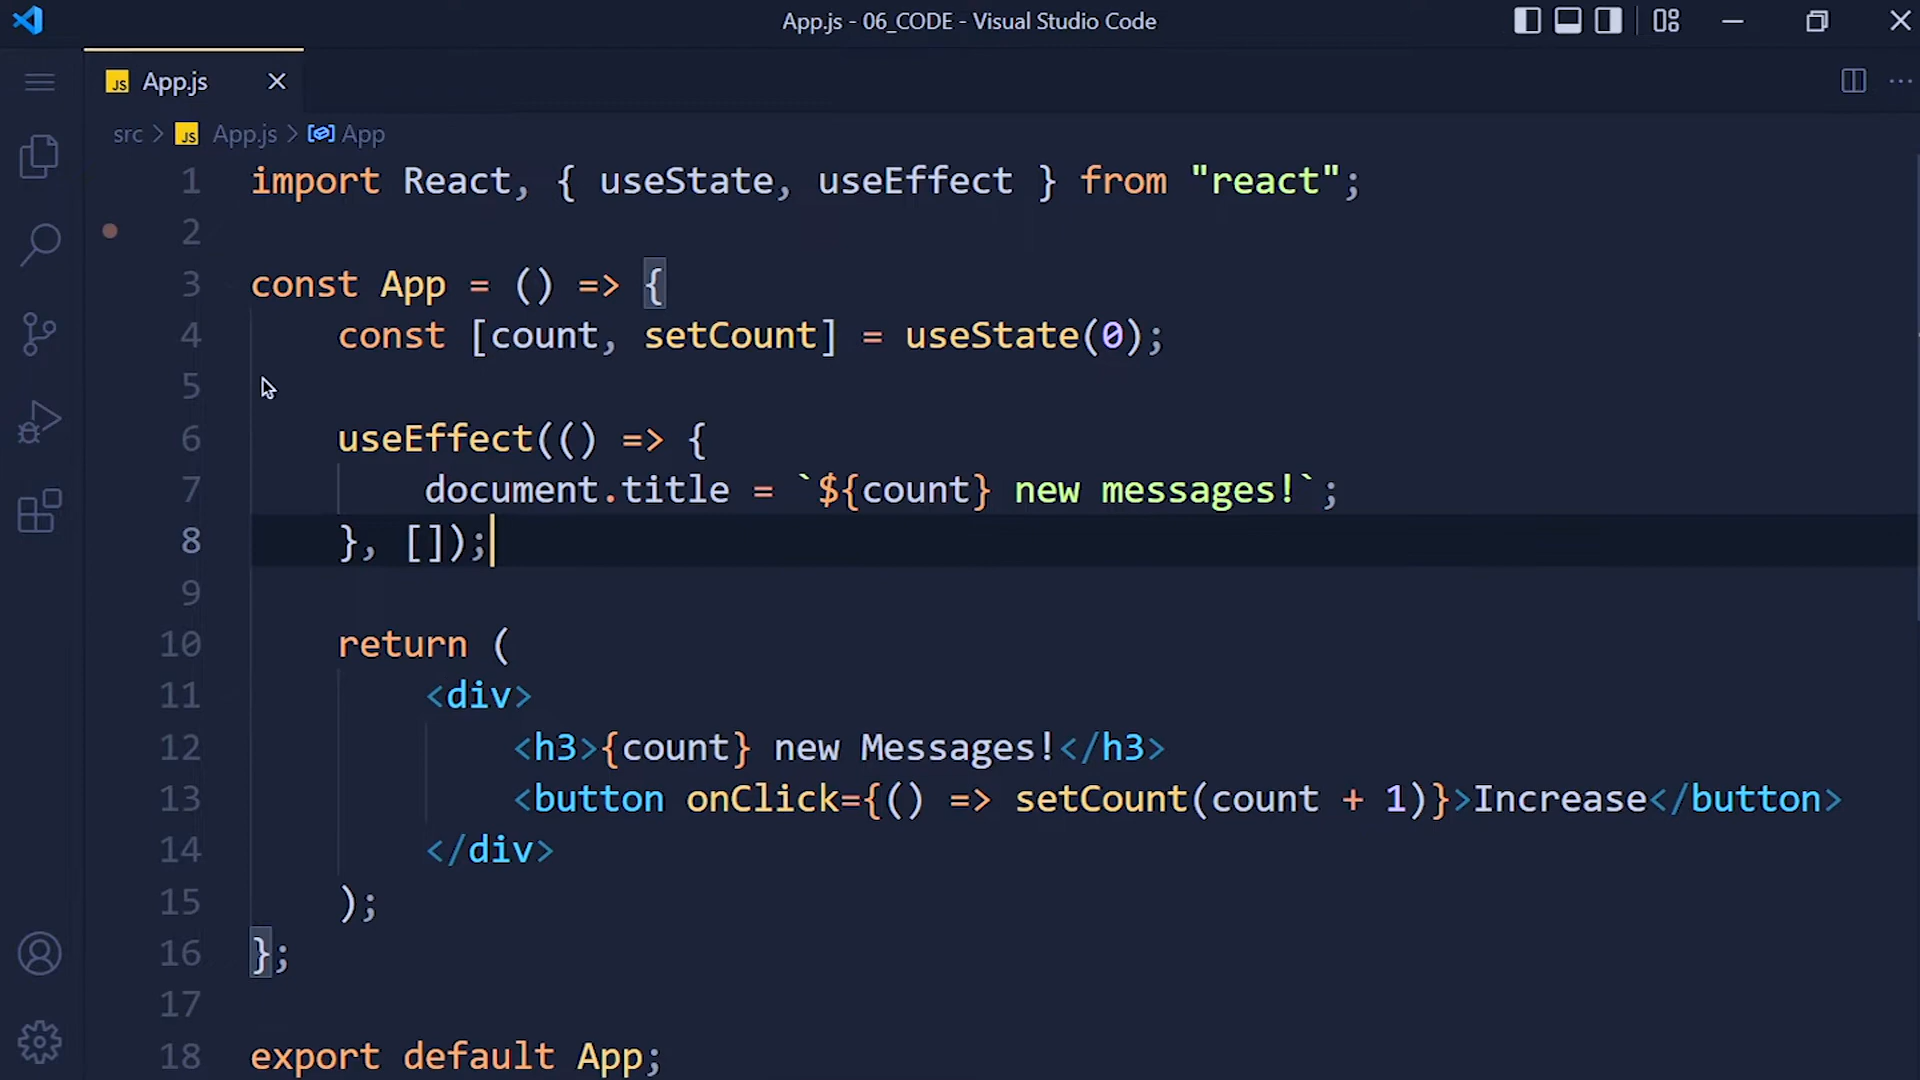 App.js - 06_CODE - Visual Studio Code
JS App.js
src > JS App.js > App
1 import React, { useState, useEffect } from "react";
2
3 const App = () => {
4 const [count, setCount] = useState(0);
5
6 useEffect(() => {
7 document.title = `${count} new messages!`;
8 }, []);
9
10 return (
11 <div>
12 <h3>{count} new Messages!</h3>
13 <button onClick={() => setCount(count + 1)}>Increase</button>
14 </div>
15 );
16 };
17
18 export default App;